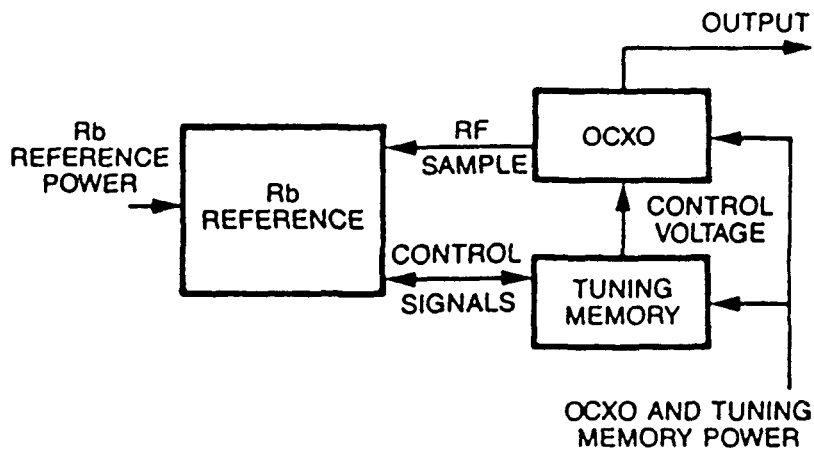 OUTPUT
Rb
REFERENCE
POWER
Rb
REFERENCE
RF
SAMPLE
OCXO
CONTROL
VOLTAGE
CONTROL
SIGNALS
TUNING
MEMORY
OCXO AND TUNING
MEMORY POWER